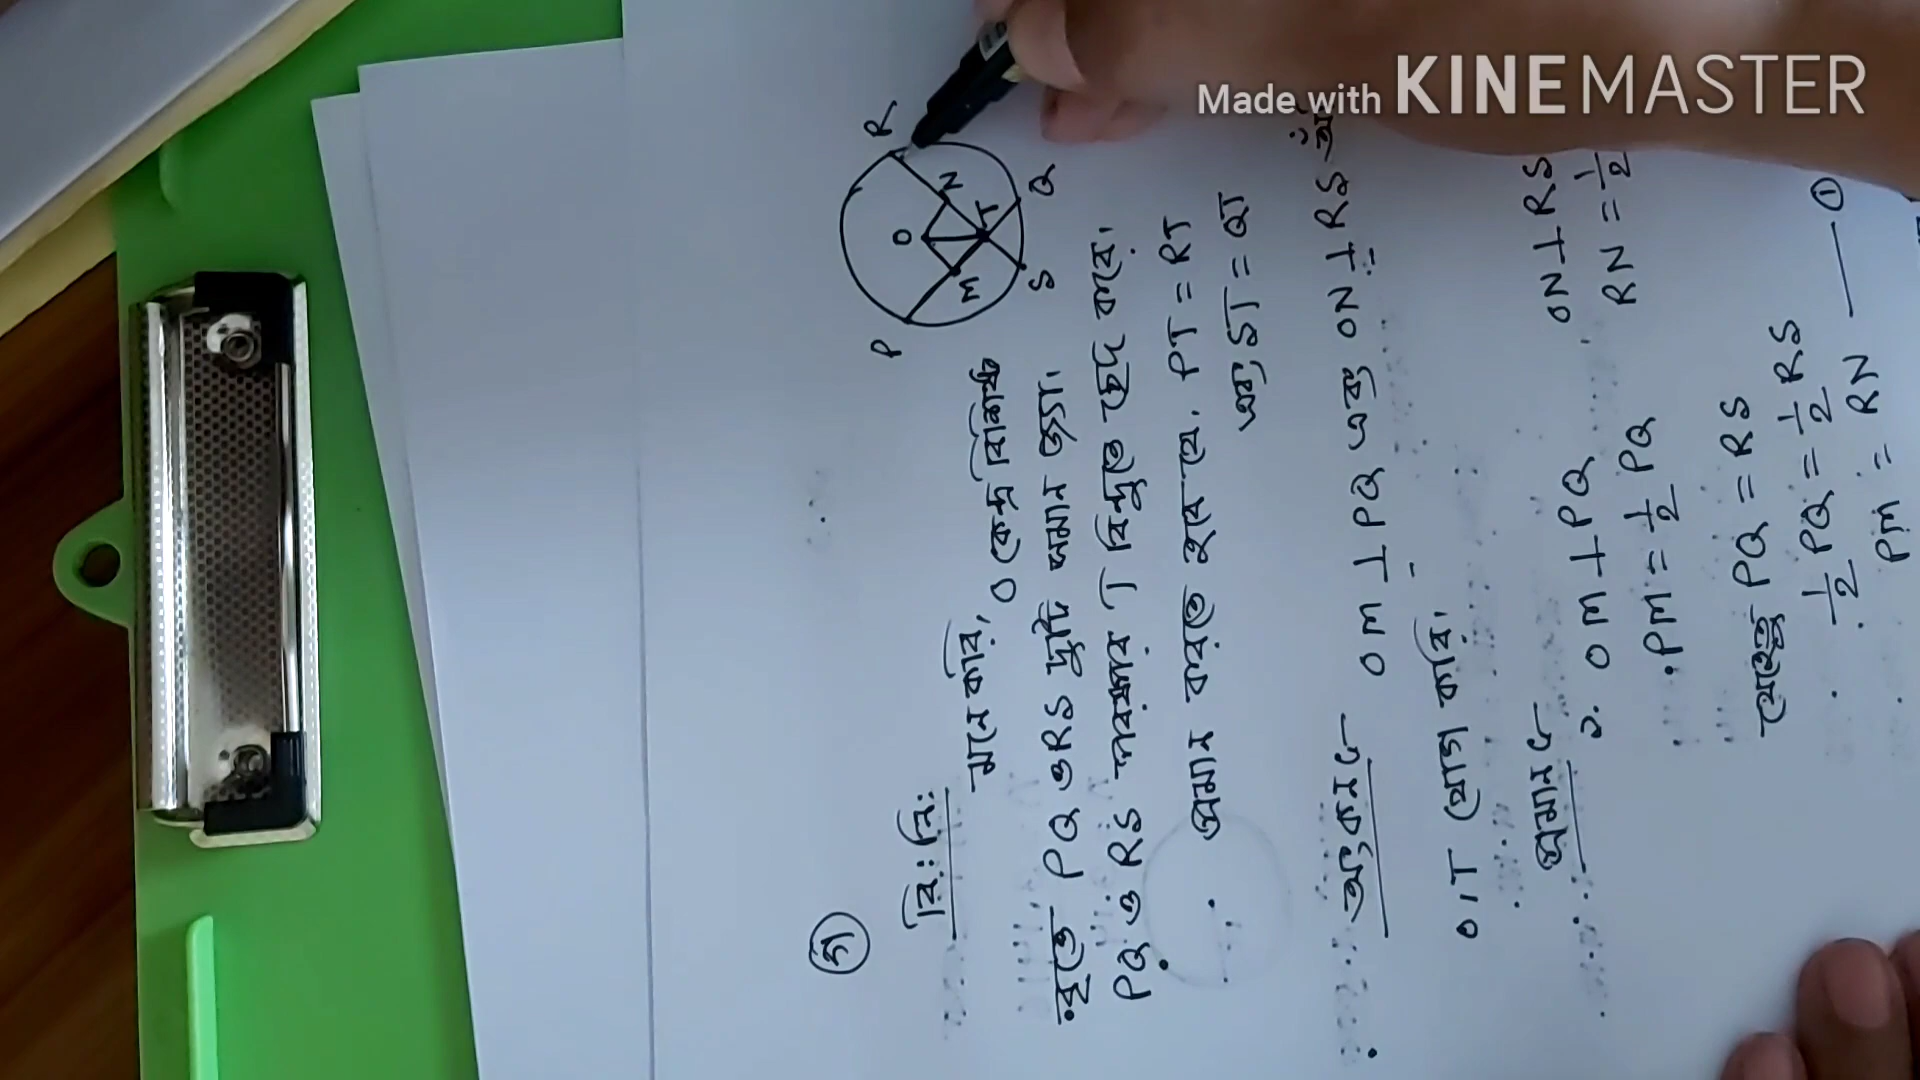 Made with KINEMASTER
গ
R
N
O
T
Q
M
S
P
বি: নি:
মনে করি, O কেন্দ্র বিশিষ্ট
বৃত্তে PQ ও RS দুটি সমান জ্যা।
PQ ও RS পরস্পর T বিন্দুতে ছেদ করে।
প্রমাণ করতে হবে যে, PT = RT
এবং ST = QT
অংকন:- OM ⊥ PQ এবং ON ⊥ RS
O,T যোগ করি।
প্রমাণ:-
১. OM ⊥ PQ ON ⊥ RS
PM = 1/2 PQ RN = 1/2
যেহেতু PQ = RS
1/2 PQ = 1/2 RS
PM = RN —— ①